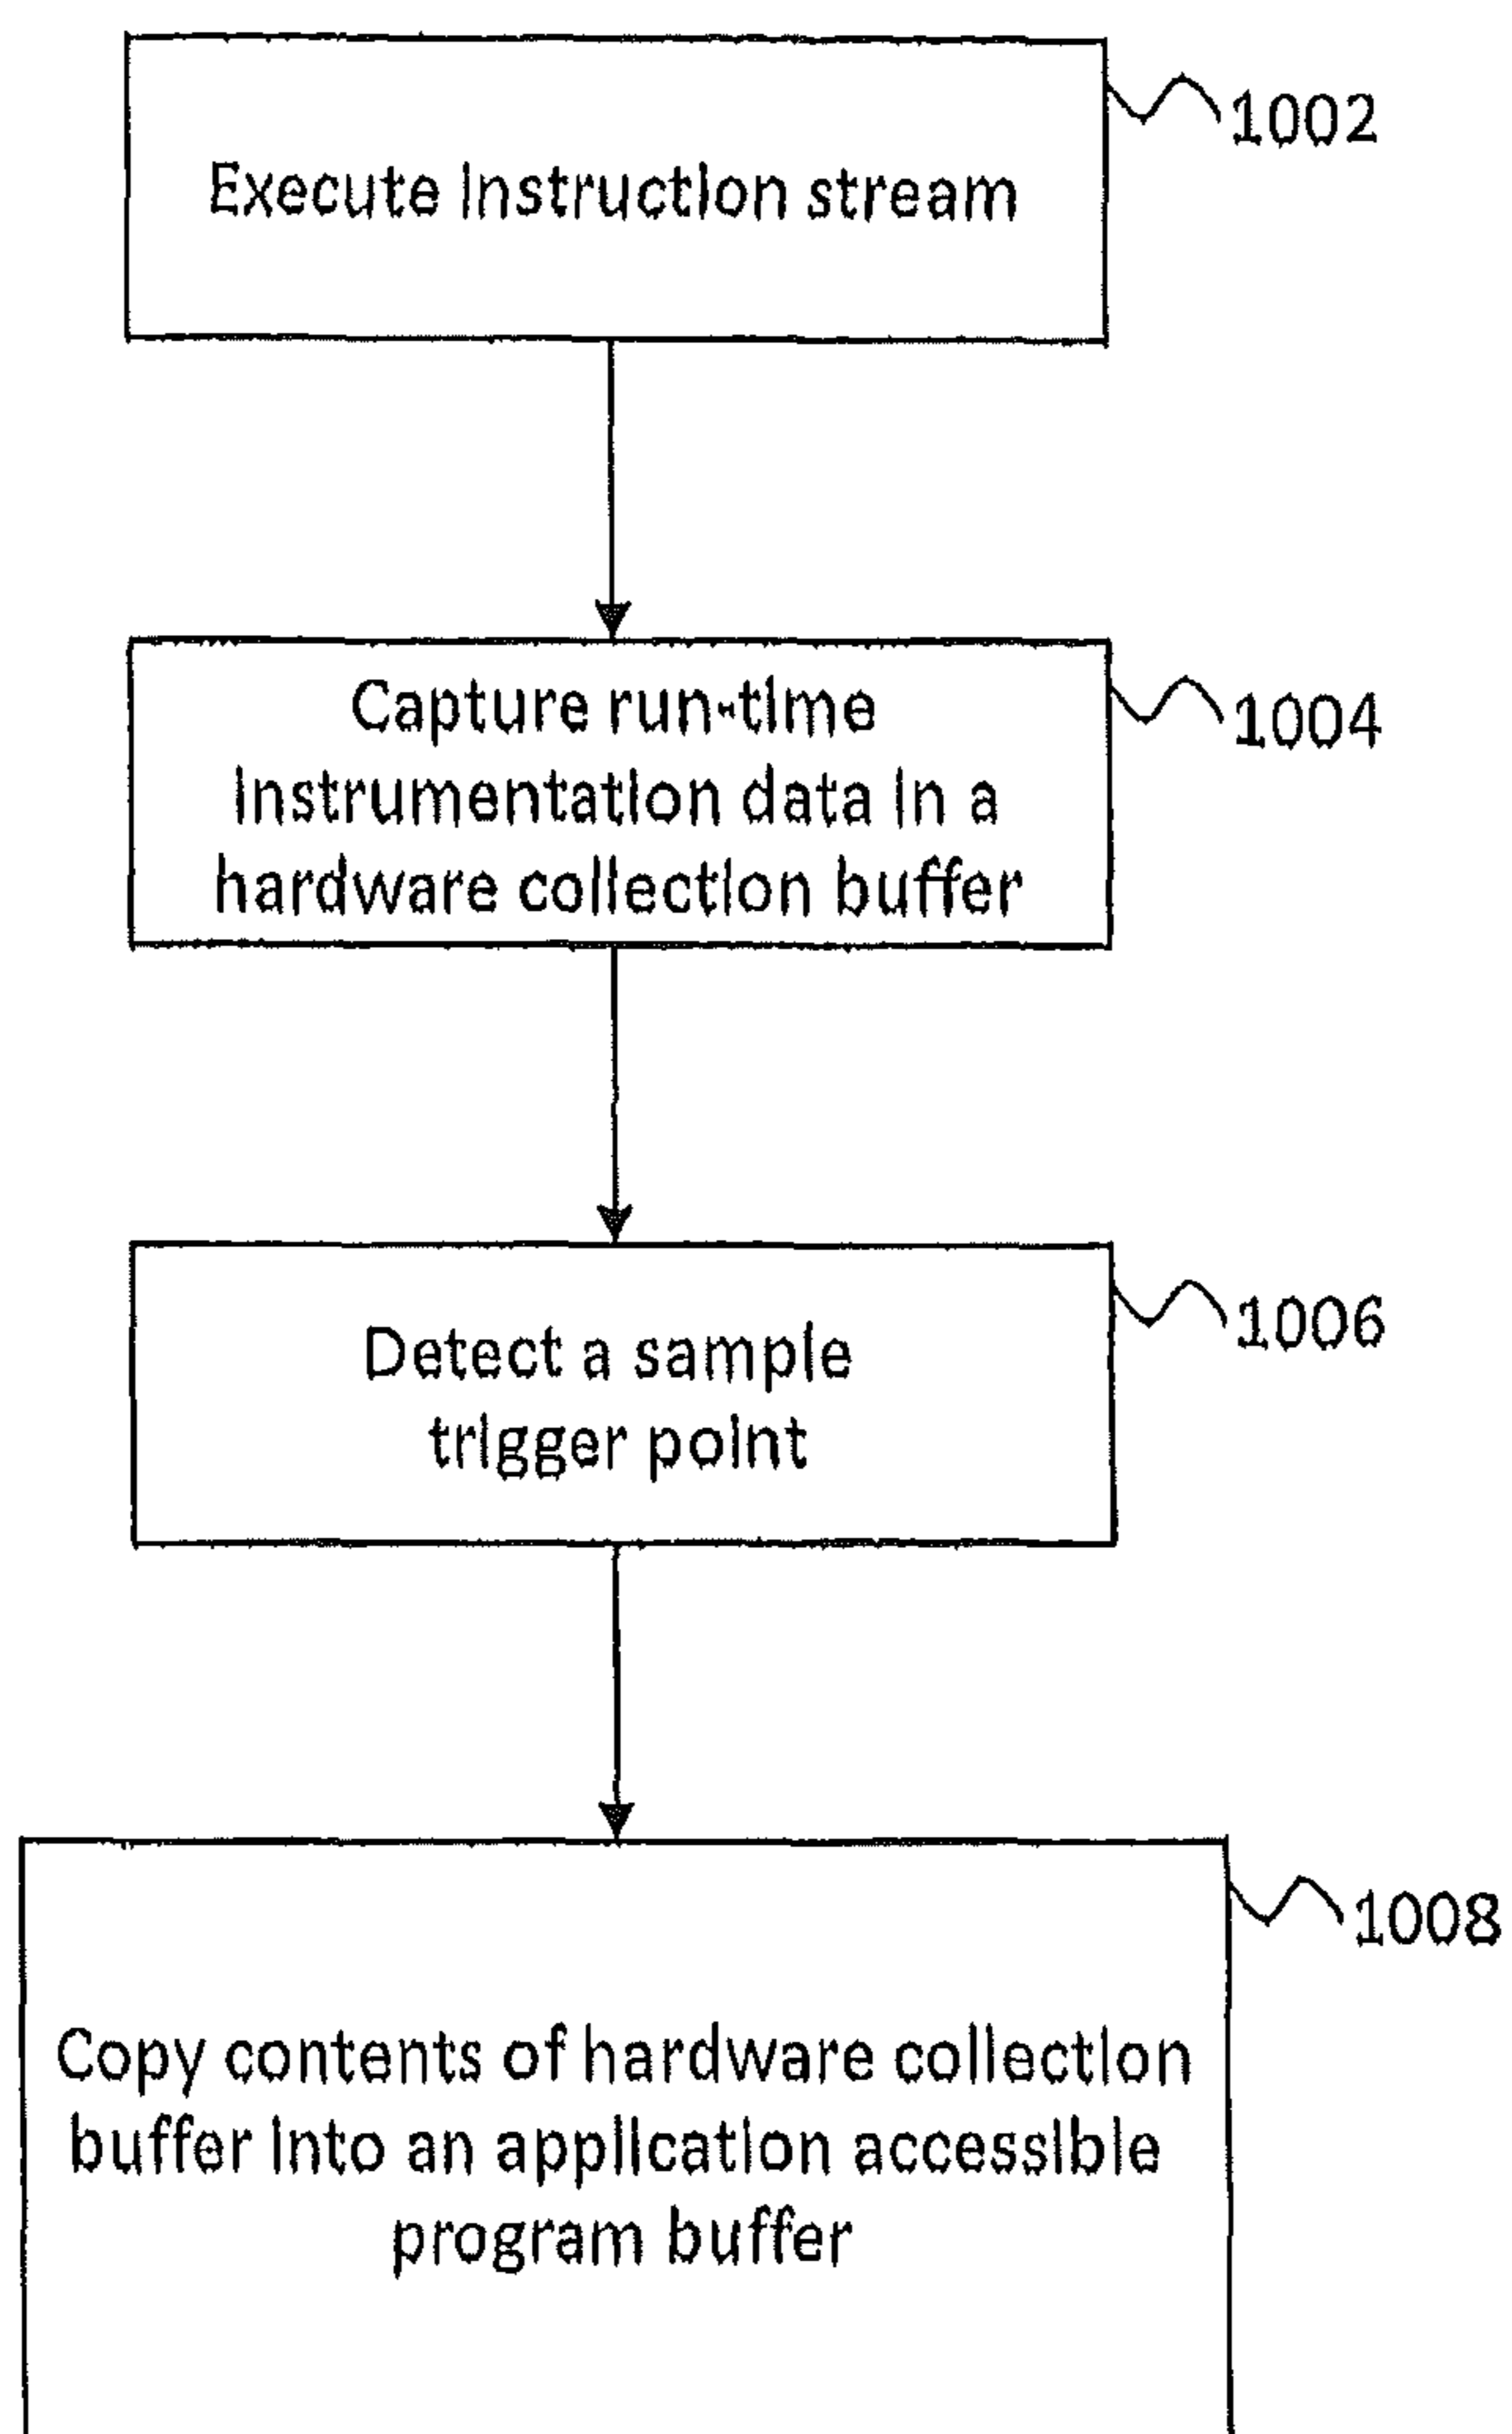 1002
Execute instruction stream
1004
Capture run-time
instrumentation data in a
hardware collection buffer
1006
Detect a sample
trigger point
1008
Copy contents of hardware collection
buffer into an application accessible
program buffer